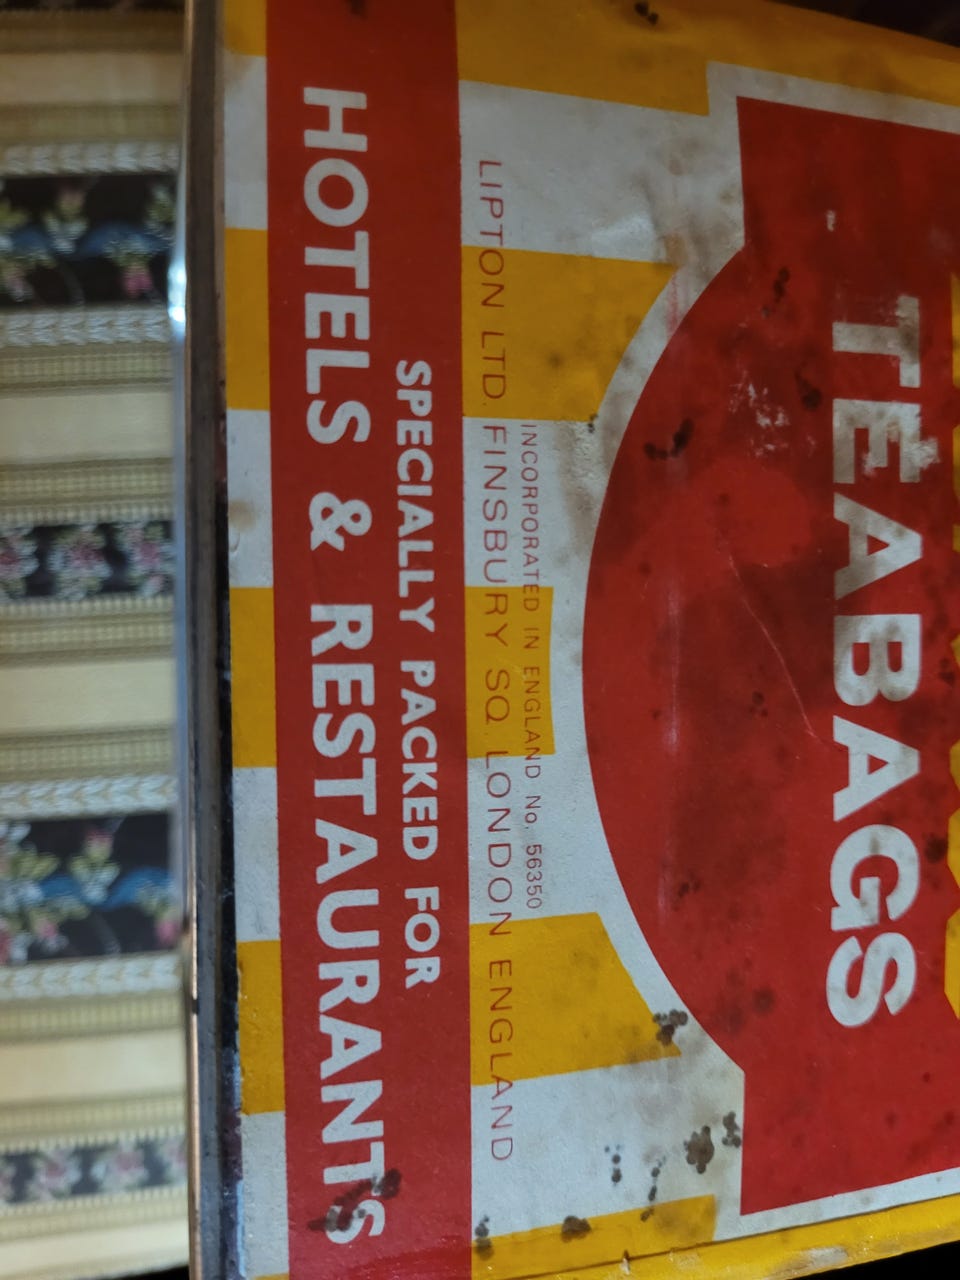 TEABAGS
INCORPORATED IN ENGLAND No. 56350
LIPTON LTD. FINSBURY SQ. LONDON ENGLAND
SPECIALLY PACKED FOR
HOTELS & RESTAURANTS